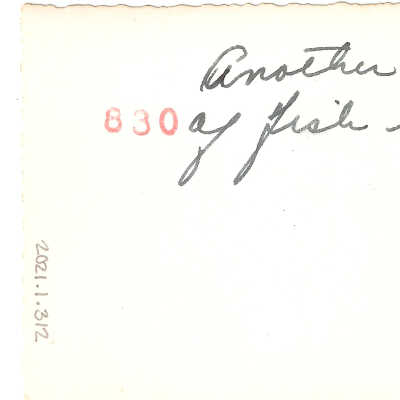 Another
830 of fish -
2021.1.312